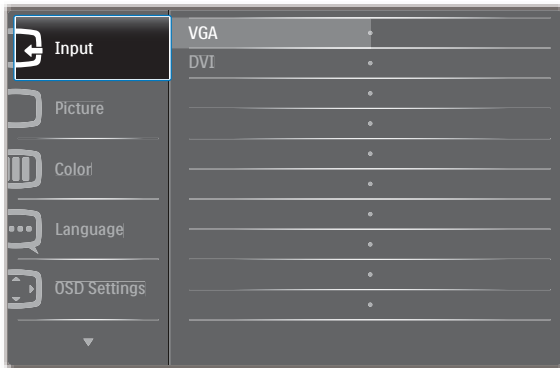 Input
VGA
DVI
Picture
Color
Language
OSD Settings